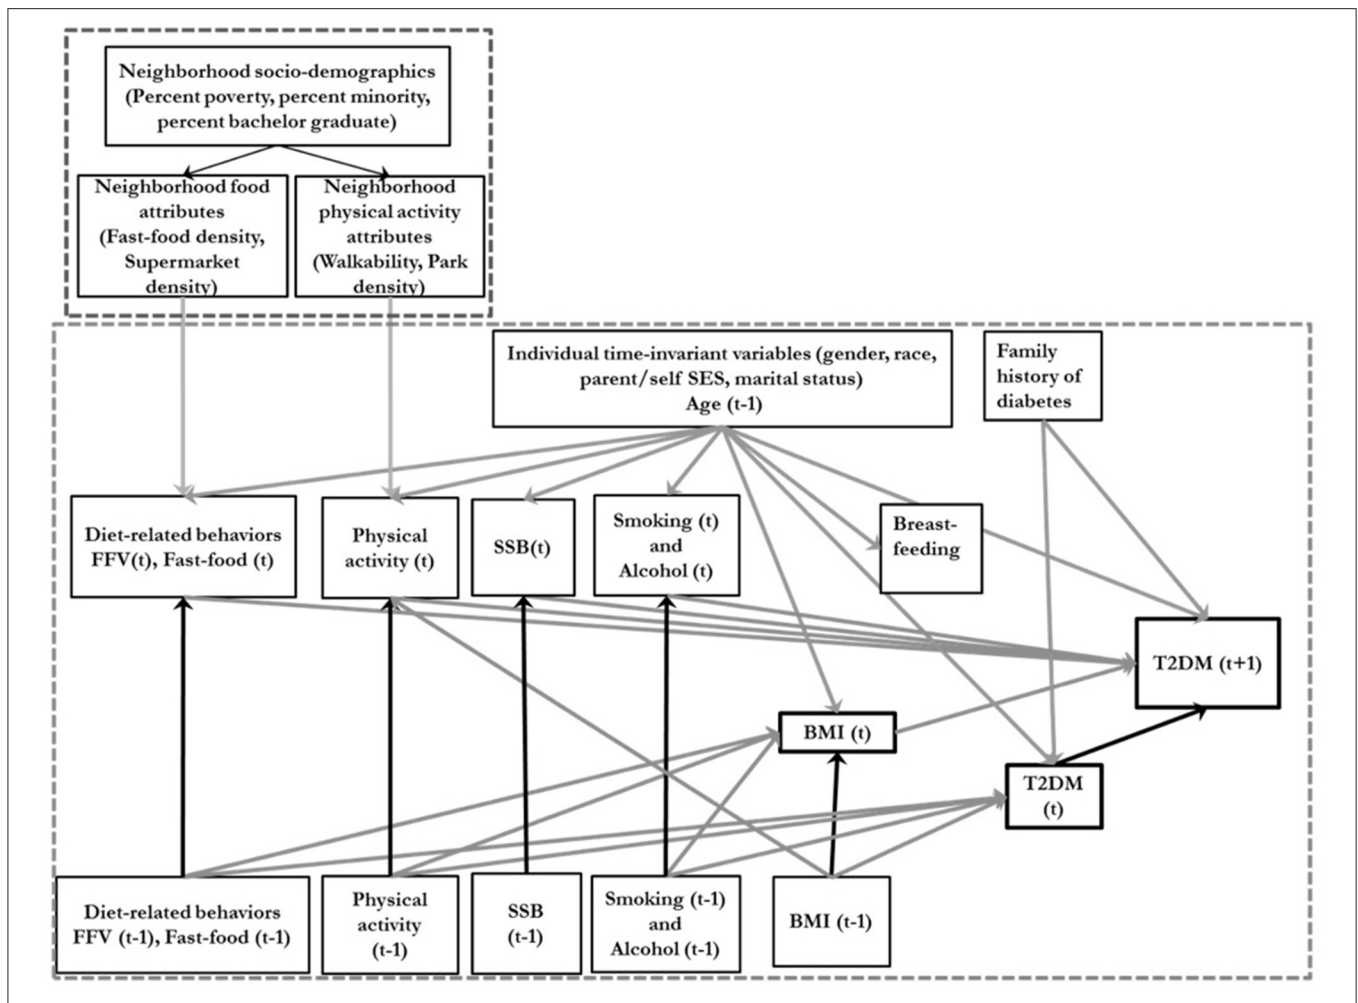 Neighborhood socio-demographics
(Percent poverty, percent minority,
percent bachelor graduate)
Neighborhood food
attributes
(Fast-food density,
Supermarket
density)
Neighborhood
physical activity
attributes
(Walkability, Park
density)
Individual time-invariant variables (gender, race,
parent/self SES, marital status)
Age (t-1)
Family
history of
diabetes
Diet-related behaviors
FFV(t), Fast-food (t)
Physical
activity (t)
SSB(t)
Smoking (t)
and
Alcohol (t)
Breast-
feeding
T2DM (t+1)
BMI (t)
T2DM
(t)
Diet-related behaviors
FFV (t-1), Fast-food (t-1)
Physical
activity
(t-1)
SSB
(t-1)
Smoking (t-1)
and
Alcohol (t-1)
BMI (t-1)